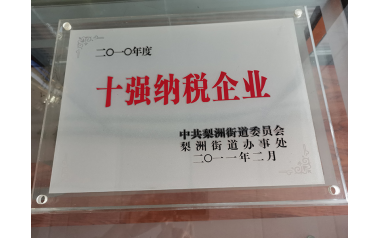 二〇一〇年度
十强纳税企业
中共梨洲街道委员会
梨洲街道办事处
二〇一一年二月